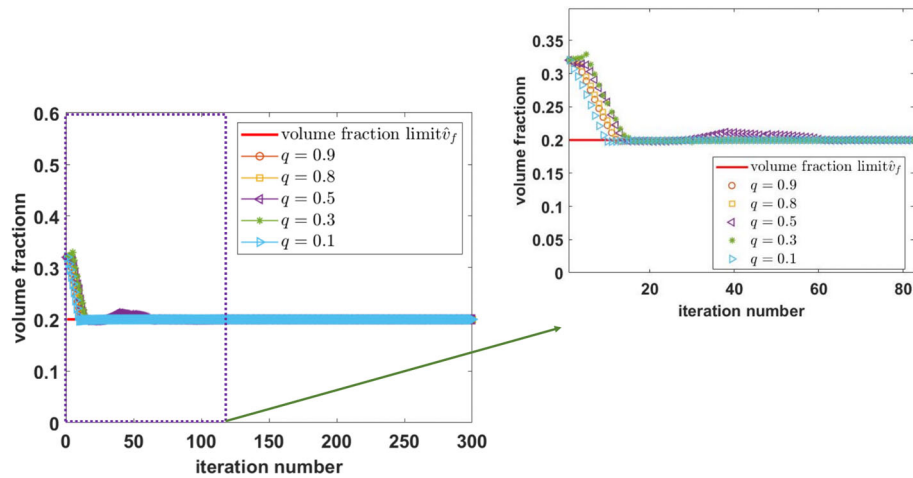 0.6
0.5
0.4
0.3
0.2
0.1
0
volume fractionn
0
50
100
150
200
250
300
iteration number
volume fraction limit v̂_f
q = 0.9
q = 0.8
q = 0.5
q = 0.3
q = 0.1
0.35
0.3
0.25
0.2
0.15
0.1
0.05
0
volume fractionn
20
40
60
80
iteration number
volume fraction limit v̂_f
q = 0.9
q = 0.8
q = 0.5
q = 0.3
q = 0.1